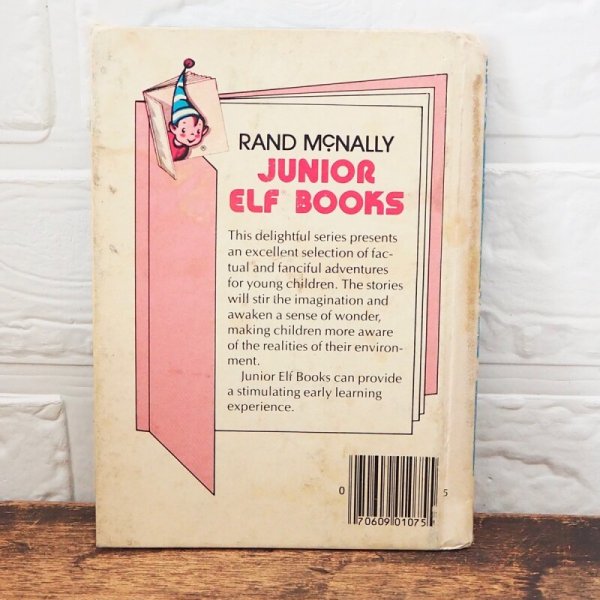 RAND McNALLY
JUNIOR
ELF BOOKS
This delightful series presents
an excellent selection of fac-
tual and fanciful adventures
for young children. The stories
will stir the imagination and
awaken a sense of wonder,
making children more aware
of the realities of their environ-
ment.
Junior Elf Books can provide
a stimulating early learning
experience.
®
0 70609 01075 5